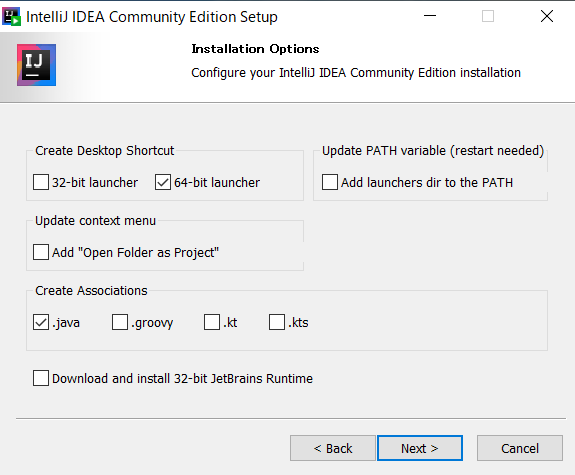 IntelliJ IDEA Community Edition Setup
IJ
Installation Options
Configure your IntelliJ IDEA Community Edition installation
Create Desktop Shortcut
32-bit launcher
64-bit launcher
Update PATH variable (restart needed)
Add launchers dir to the PATH
Update context menu
Add "Open Folder as Project"
Create Associations
.java
.groovy
.kt
.kts
Download and install 32-bit JetBrains Runtime
< Back
Next >
Cancel